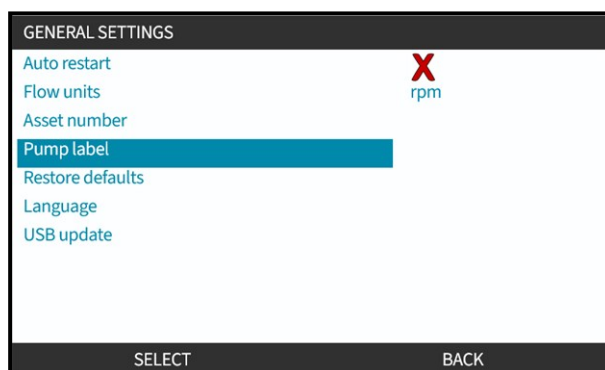 GENERAL SETTINGS
Auto restart
Flow units rpm
Asset number
Pump label
Restore defaults
Language
USB update
SELECT BACK